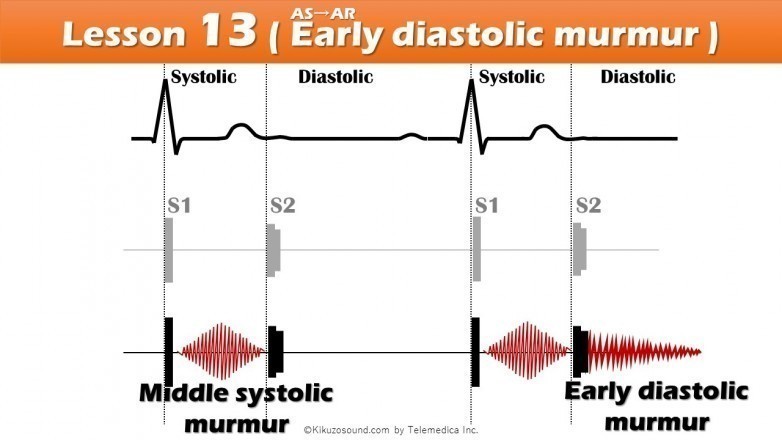 AS→AR
Lesson 13 ( Early diastolic murmur )
Systolic Diastolic Systolic Diastolic
S1 S2 S1 S2
Middle systolic
murmur
Early diastolic
murmur
©Kikuzosound.com by Telemedica Inc.